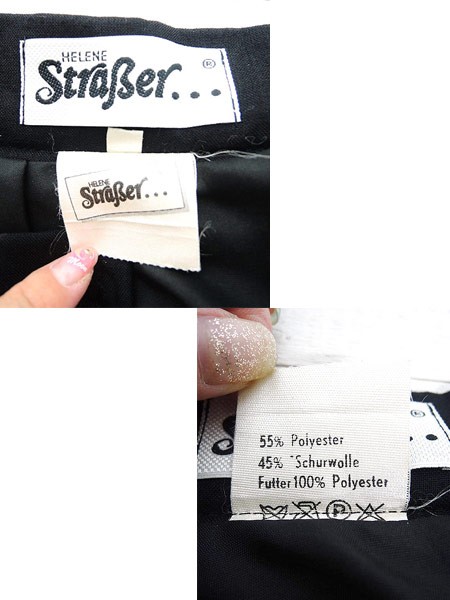 HELENE
Straßer...®
HELENE
Straßer...
55% Polyester
45% Schurwolle
Futter 100% Polyester
P